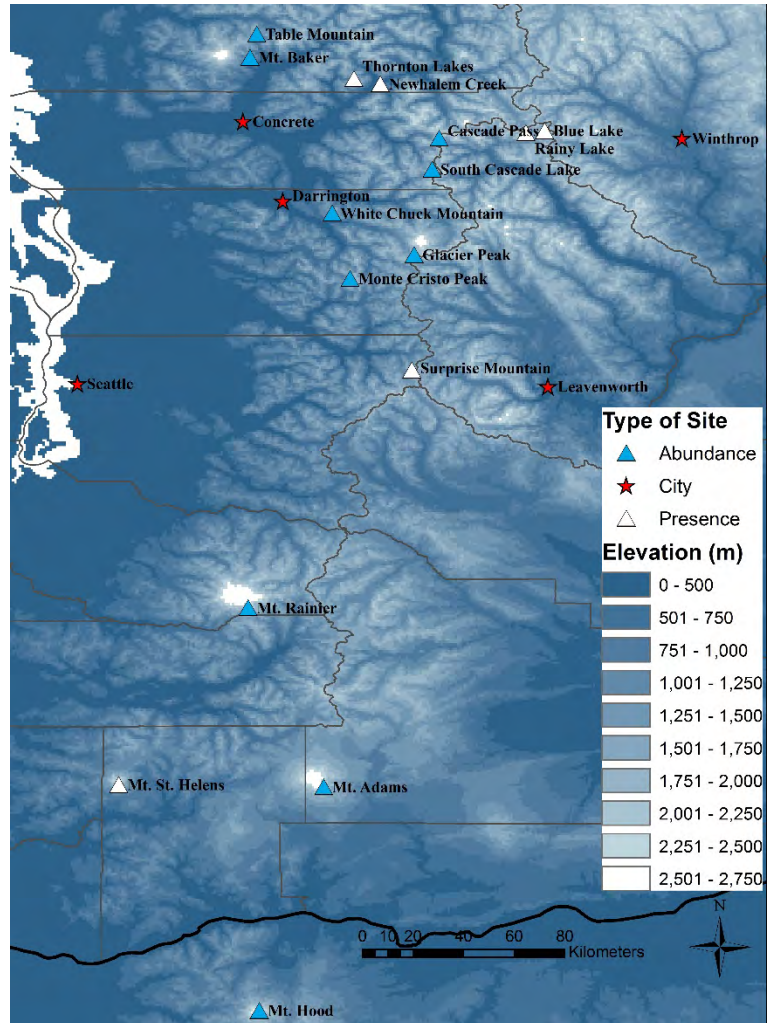 Table Mountain
Mt. Baker
Thornton Lakes
Newhalem Creek
Concrete
Cascade Pass
Blue Lake
Rainy Lake
Winthrop
South Cascade Lake
Darrington
White Chuck Mountain
Glacier Peak
Monte Cristo Peak
Surprise Mountain
Seattle
Leavenworth
Type of Site
Abundance
City
Presence
Elevation (m)
0 - 500
501 - 750
751 - 1,000
1,001 - 1,250
1,251 - 1,500
1,501 - 1,750
1,751 - 2,000
2,001 - 2,250
2,251 - 2,500
2,501 - 2,750
Mt. Rainier
Mt. St. Helens
Mt. Adams
N
0 10 20 40 60 80
Kilometers
Mt. Hood